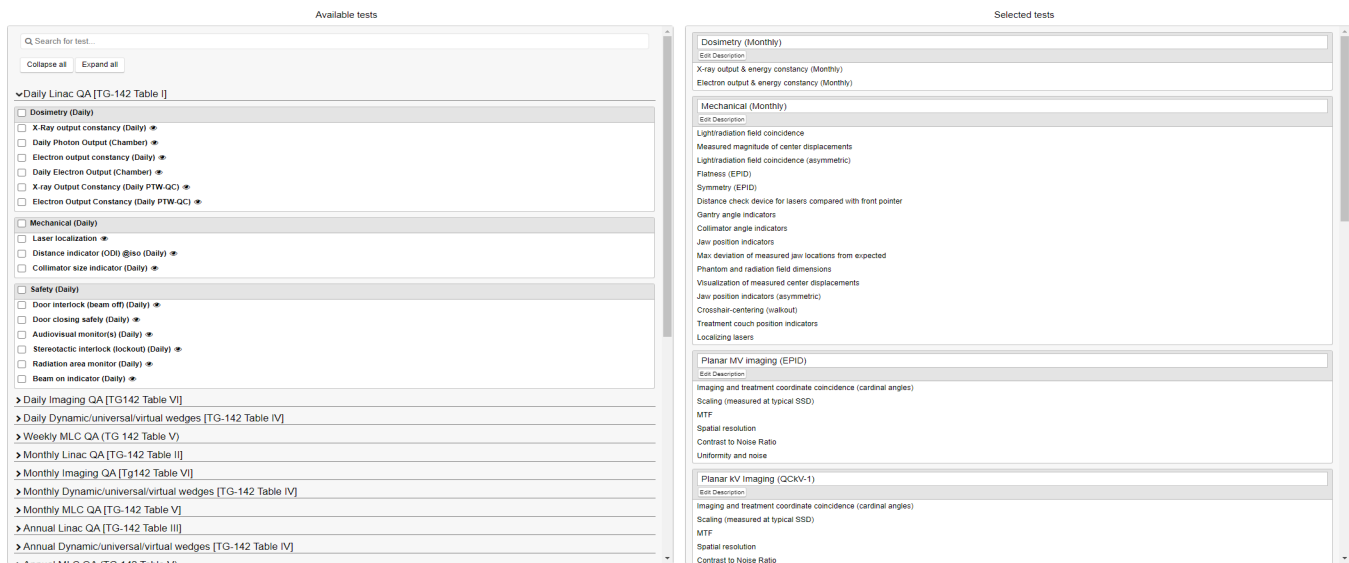 Available tests
Search for test...
Collapse all Expand all
Daily Linac QA [TG-142 Table I]
Dosimetry (Daily)
X-Ray output constancy (Daily)
Daily Photon Output (Chamber)
Electron output constancy (Daily)
Daily Electron Output (Chamber)
X-ray Output Constancy (Daily PTW-QC)
Electron Output Constancy (Daily PTW-QC)
Mechanical (Daily)
Laser localization
Distance indicator (ODI) @iso (Daily)
Collimator size indicator (Daily)
Safety (Daily)
Door interlock (beam off) (Daily)
Door closing safely (Daily)
Audiovisual monitor(s) (Daily)
Stereotactic interlock (lockout) (Daily)
Radiation area monitor (Daily)
Beam on indicator (Daily)
Daily Imaging QA [TG142 Table VI]
Daily Dynamic/universal/virtual wedges [TG-142 Table IV]
Weekly MLC QA (TG 142 Table V)
Monthly Linac QA [TG-142 Table II]
Monthly Imaging QA [Tg142 Table VI]
Monthly Dynamic/universal/virtual wedges [TG-142 Table IV]
Monthly MLC QA [TG-142 Table V]
Annual Linac QA [TG-142 Table III]
Annual Dynamic/universal/virtual wedges [TG-142 Table IV]
Annual MLC QA (TG-142 Table V)
Selected tests
Dosimetry (Monthly)
Edit Description
X-ray output & energy constancy (Monthly)
Electron output & energy constancy (Monthly)
Mechanical (Monthly)
Edit Description
Light/radiation field coincidence
Measured magnitude of center displacements
Light/radiation field coincidence (asymmetric)
Flatness (EPID)
Symmetry (EPID)
Distance check device for lasers compared with front pointer
Gantry angle indicators
Collimator angle indicators
Jaw position indicators
Max deviation of measured jaw locations from expected
Phantom and radiation field dimensions
Visualization of measured center displacements
Jaw position indicators (asymmetric)
Crosshair-centering (walkout)
Treatment couch position indicators
Localizing lasers
Planar MV imaging (EPID)
Edit Description
Imaging and treatment coordinate coincidence (cardinal angles)
Scaling (measured at typical SSD)
MTF
Spatial resolution
Contrast to Noise Ratio
Uniformity and noise
Planar kV Imaging (QCkV-1)
Edit Description
Imaging and treatment coordinate coincidence (cardinal angles)
Scaling (measured at typical SSD)
MTF
Spatial resolution
Contrast to Noise Ratio